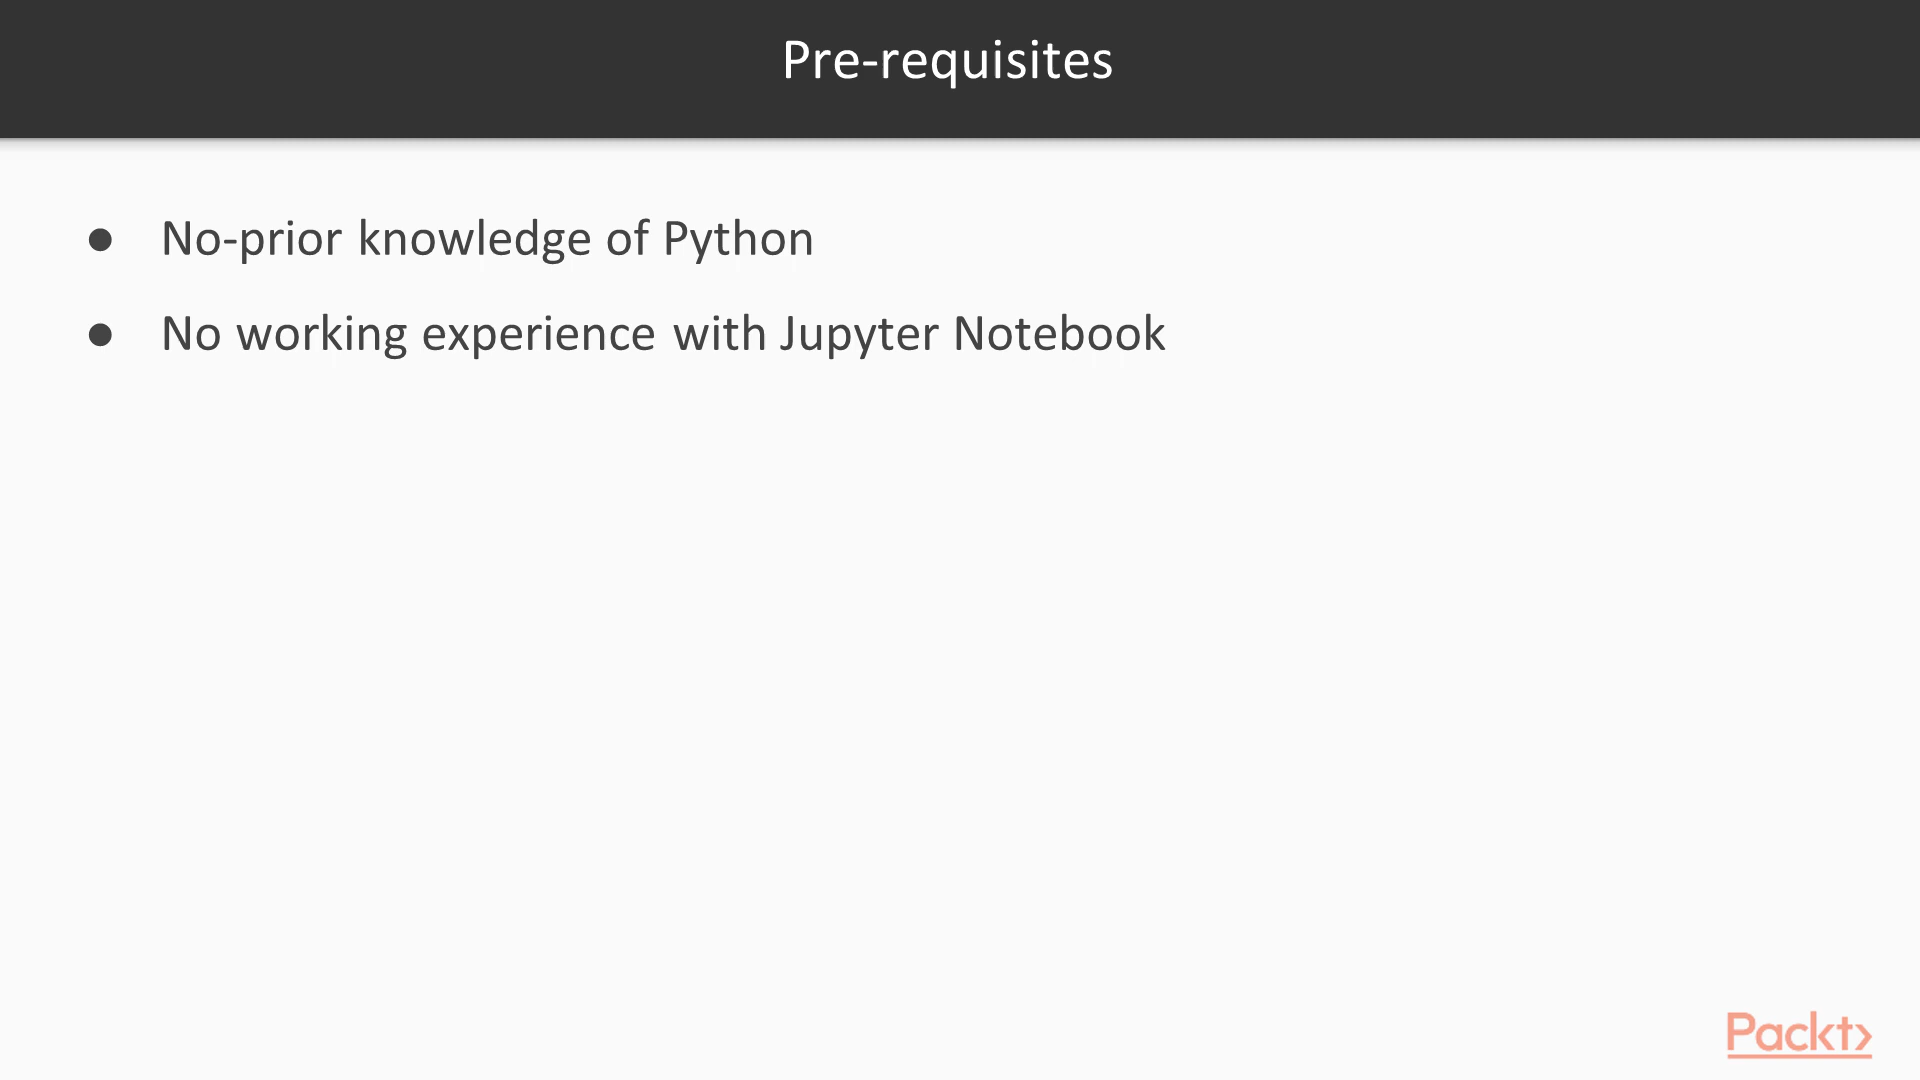 Pre-requisites
● No-prior knowledge of Python
● No working experience with Jupyter Notebook
Packt>